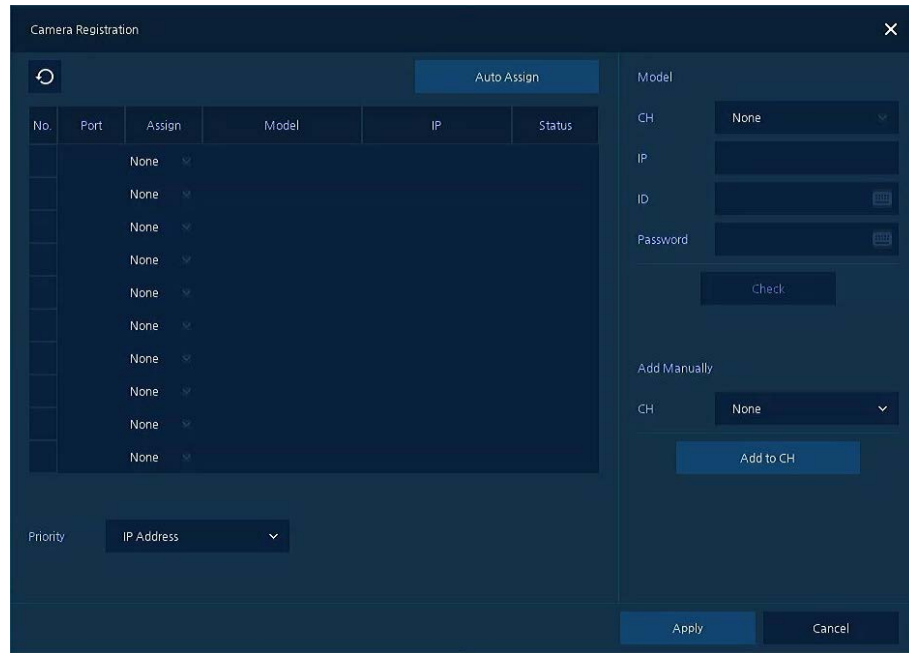 Camera Registration
Auto Assign
No. Port Assign Model IP Status
None
None
None
None
None
None
None
None
None
None
Priority IP Address
Model
CH None
IP
ID
Password
Check
Add Manually
CH None
Add to CH
Apply Cancel